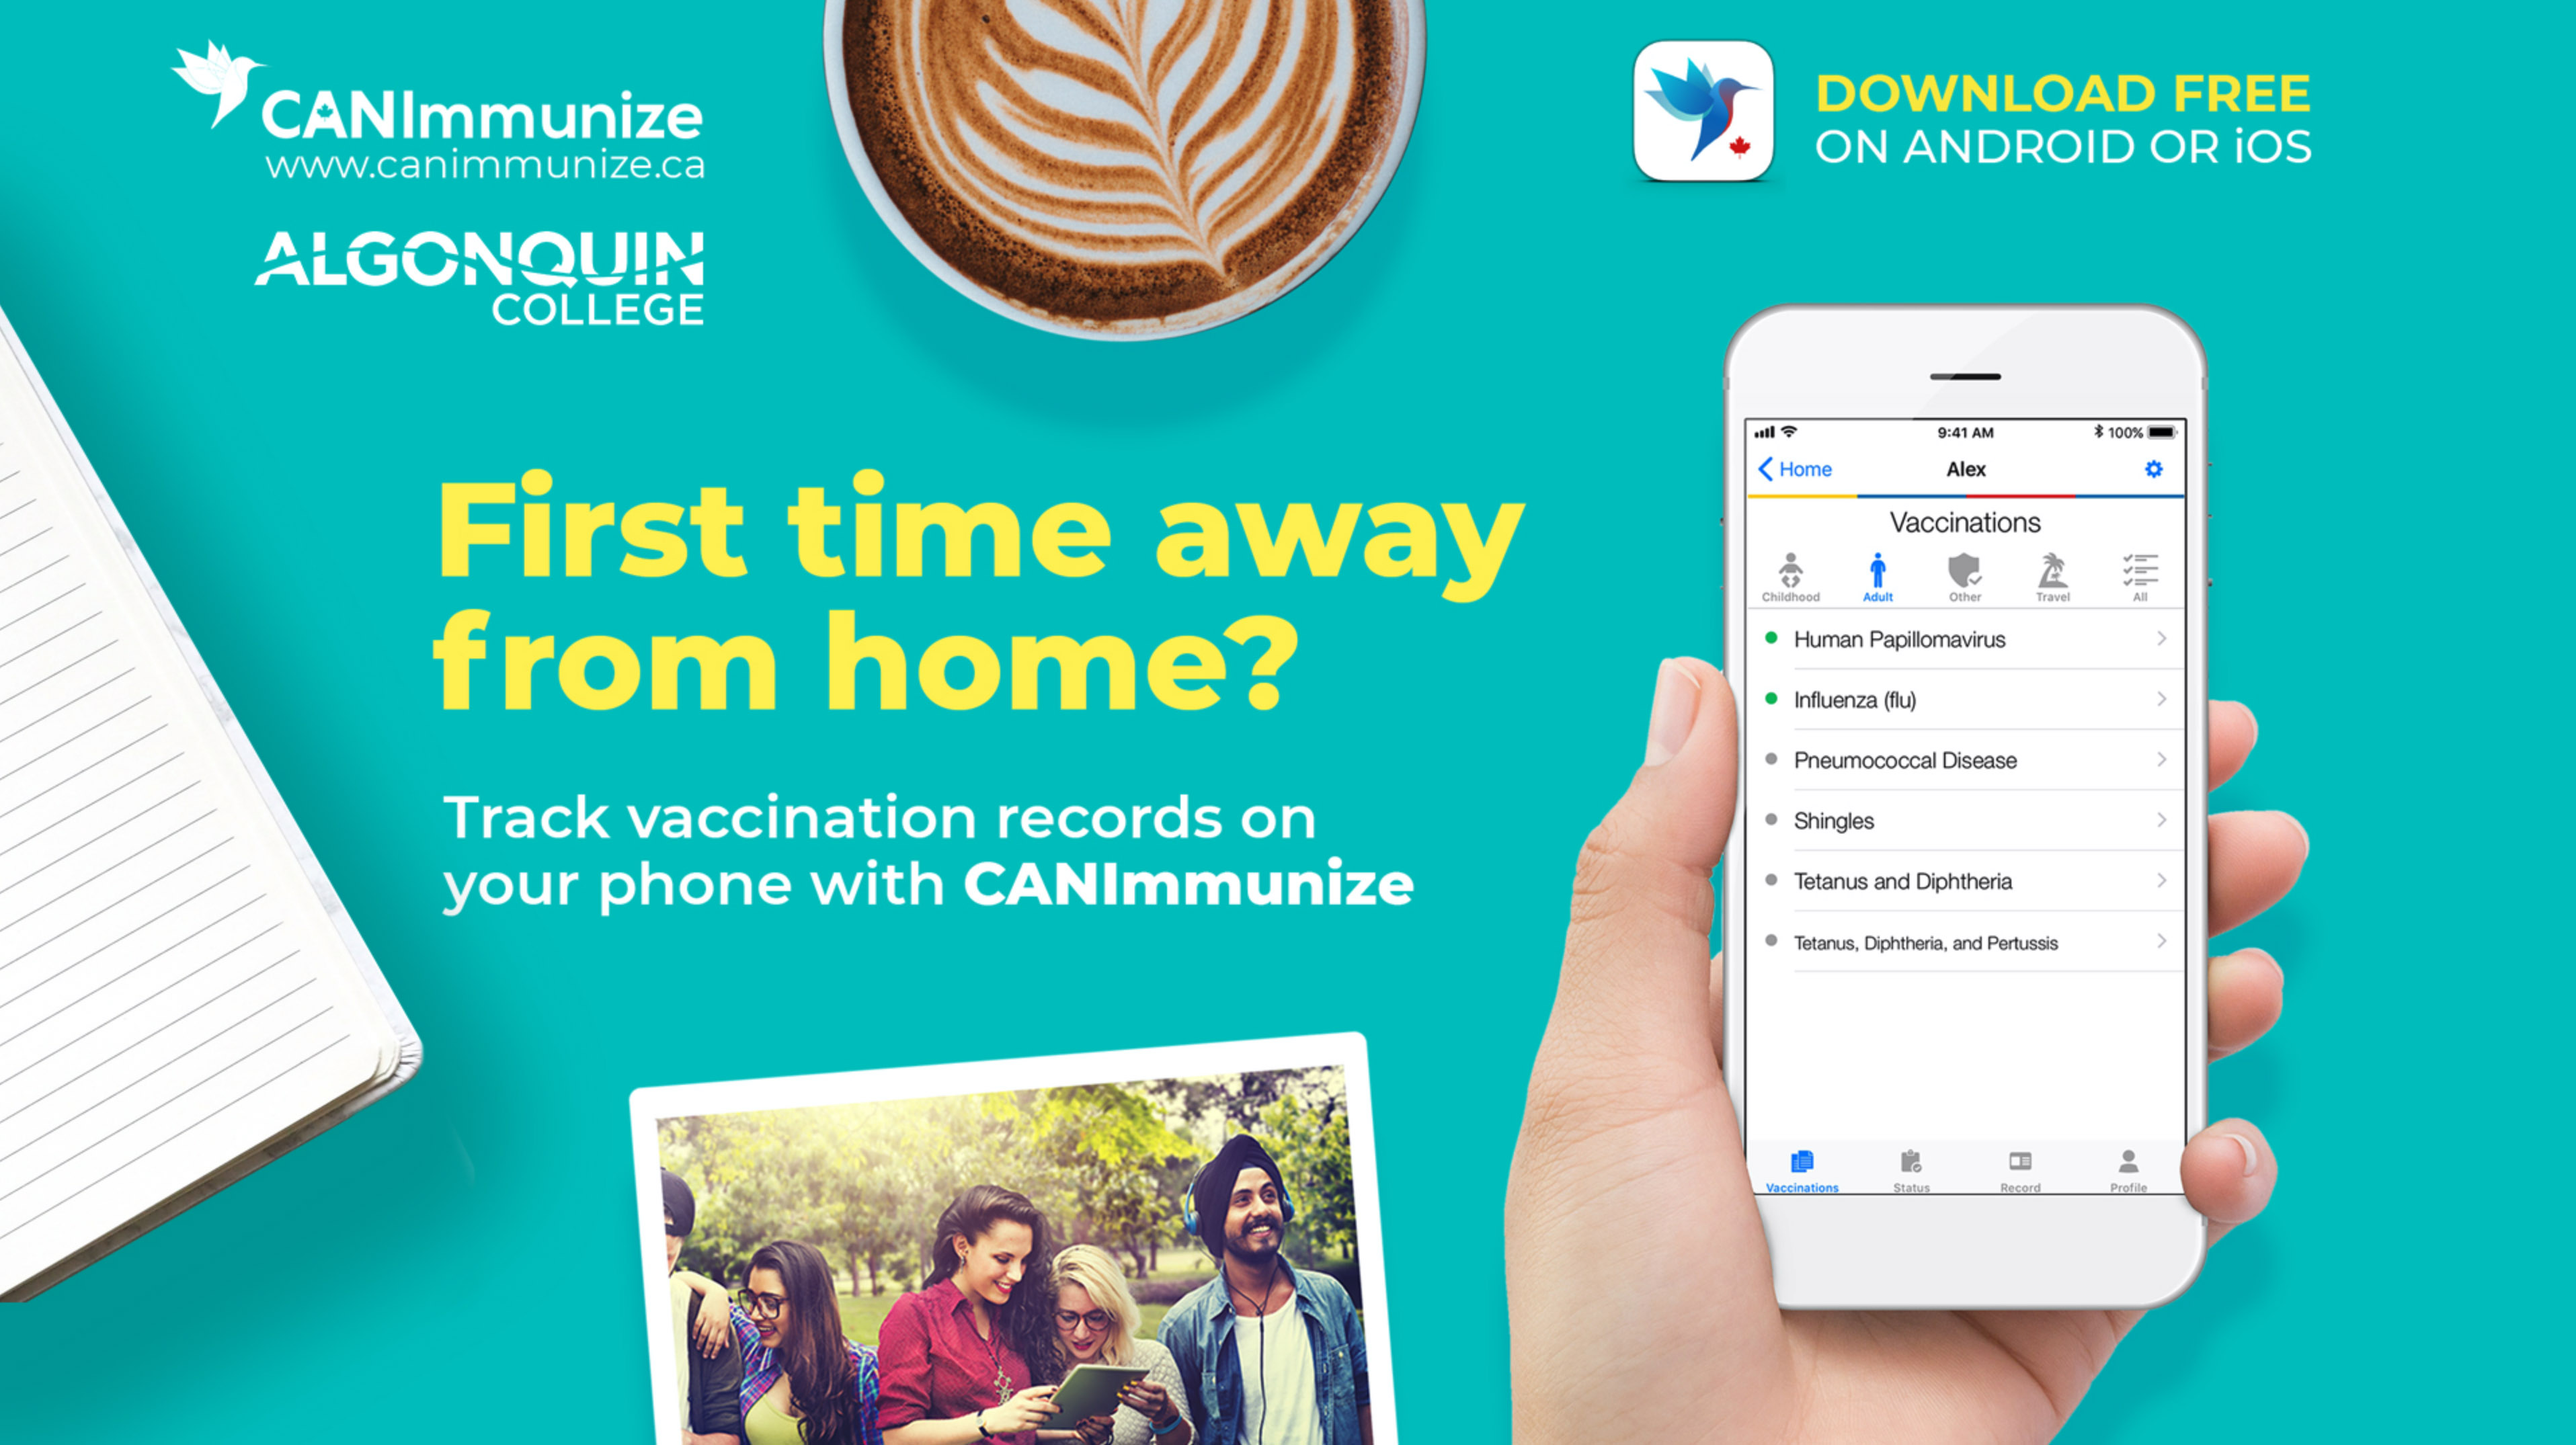 CANImmunize
www.canimmunize.ca
ALGONQUIN
COLLEGE
DOWNLOAD FREE
ON ANDROID OR iOS
First time away
from home?
Track vaccination records on
your phone with CANImmunize
9:41 AM
100%
Home
Alex
Vaccinations
Childhood
Adult
Other
Travel
All
Human Papillomavirus
Influenza (flu)
Pneumococcal Disease
Shingles
Tetanus and Diphtheria
Tetanus, Diphtheria, and Pertussis
Vaccinations
Status
Record
Profile